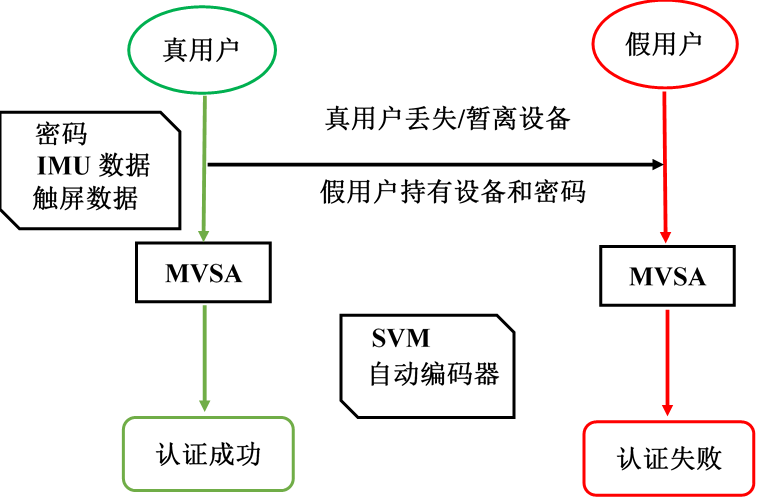 真用户
假用户
真用户丢失/暂离设备
密码
IMU 数据
触屏数据
假用户持有设备和密码
MVSA
MVSA
SVM
自动编码器
认证成功
认证失败